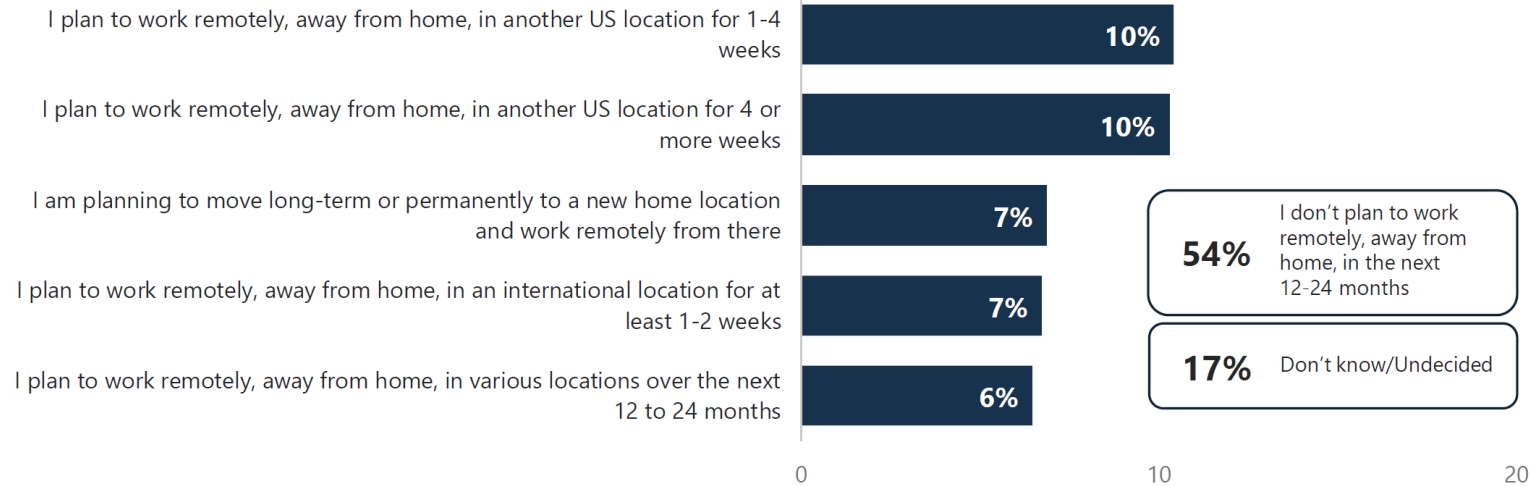 I plan to work remotely, away from home, in another US location for 1-4
weeks
10%
I plan to work remotely, away from home, in another US location for 4 or
more weeks
10%
I am planning to move long-term or permanently to a new home location
and work remotely from there
7%
I plan to work remotely, away from home, in an international location for at
least 1-2 weeks
7%
I plan to work remotely, away from home, in various locations over the next
12 to 24 months
6%
54%
I don’t plan to work
remotely, away from
home, in the next
12-24 months
17%
Don’t know/Undecided
0
10
20